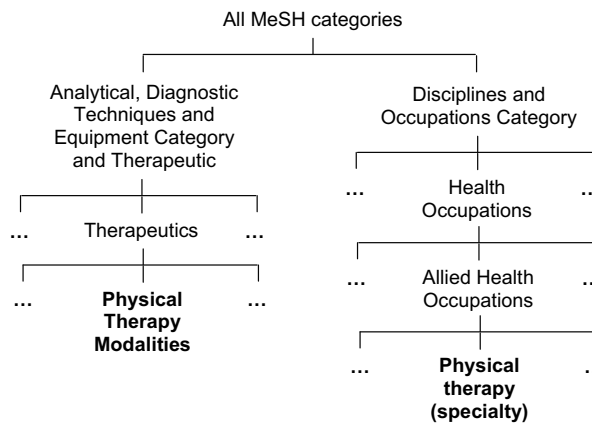 All MeSH categories
Analytical, Diagnostic
Techniques and
Equipment Category
and Therapeutic
... Therapeutics ...
... Physical ...
Therapy
Modalities
Disciplines and
Occupations Category
... Health ...
Occupations
... Allied Health ...
Occupations
... Physical ...
therapy
(specialty)